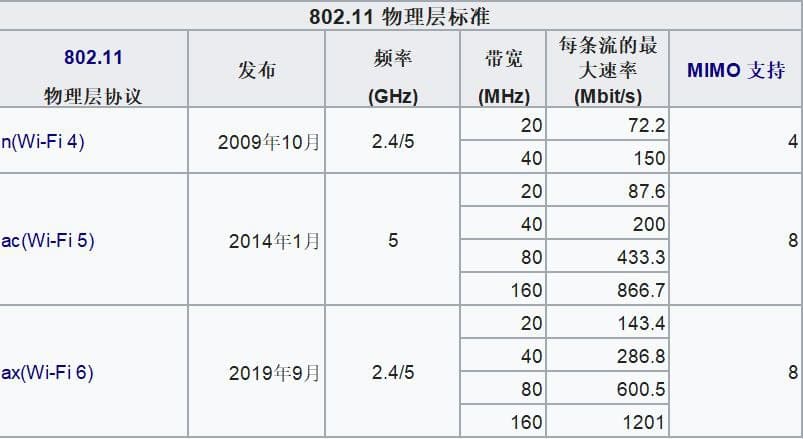 802.11 物理层标准
802.11
物理层协议
发布
频率
(GHz)
带宽
(MHz)
每条流的最
大速率
(Mbit/s)
MIMO 支持
n(Wi-Fi 4)
2009年10月
2.4/5
20
72.2
40
150
4
ac(Wi-Fi 5)
2014年1月
5
20
87.6
40
200
80
433.3
160
866.7
8
ax(Wi-Fi 6)
2019年9月
2.4/5
20
143.4
40
286.8
80
600.5
160
1201
8